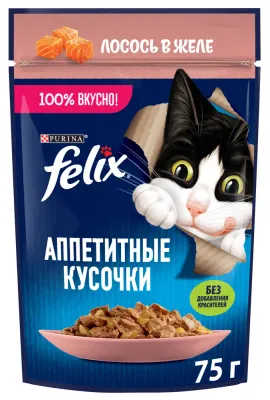 ЛОСОСЬ В ЖЕЛЕ
100% ВКУСНО!
PURINA
felix
АППЕТИТНЫЕ
КУСОЧКИ
БЕЗ
ДОБАВЛЕНИЯ
КРАСИТЕЛЕЙ
75 г